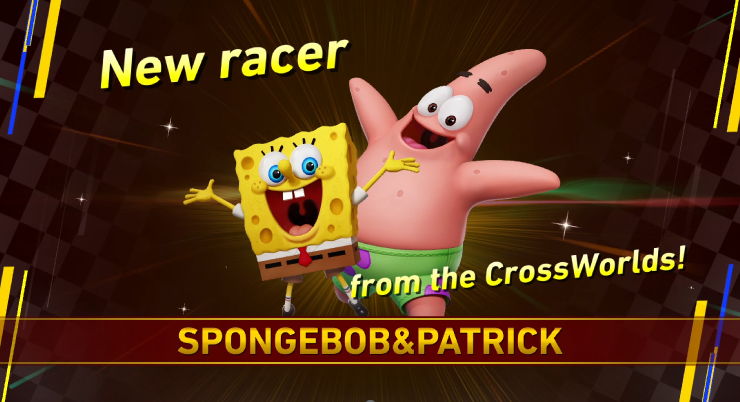 New racer
from the CrossWorlds!
SPONGEBOB&PATRICK